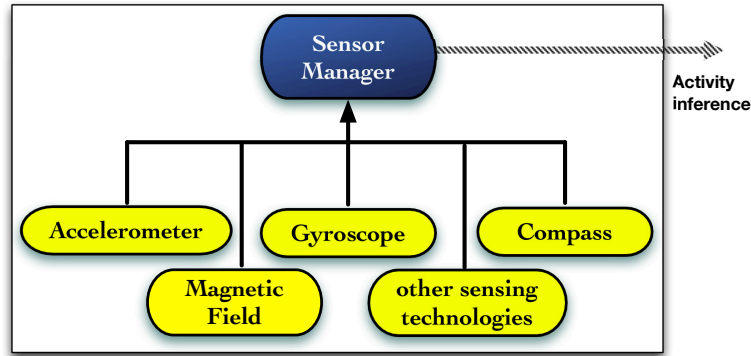 Sensor
Manager
Activity
inference
Accelerometer
Gyroscope
Compass
Magnetic
Field
other sensing
technologies